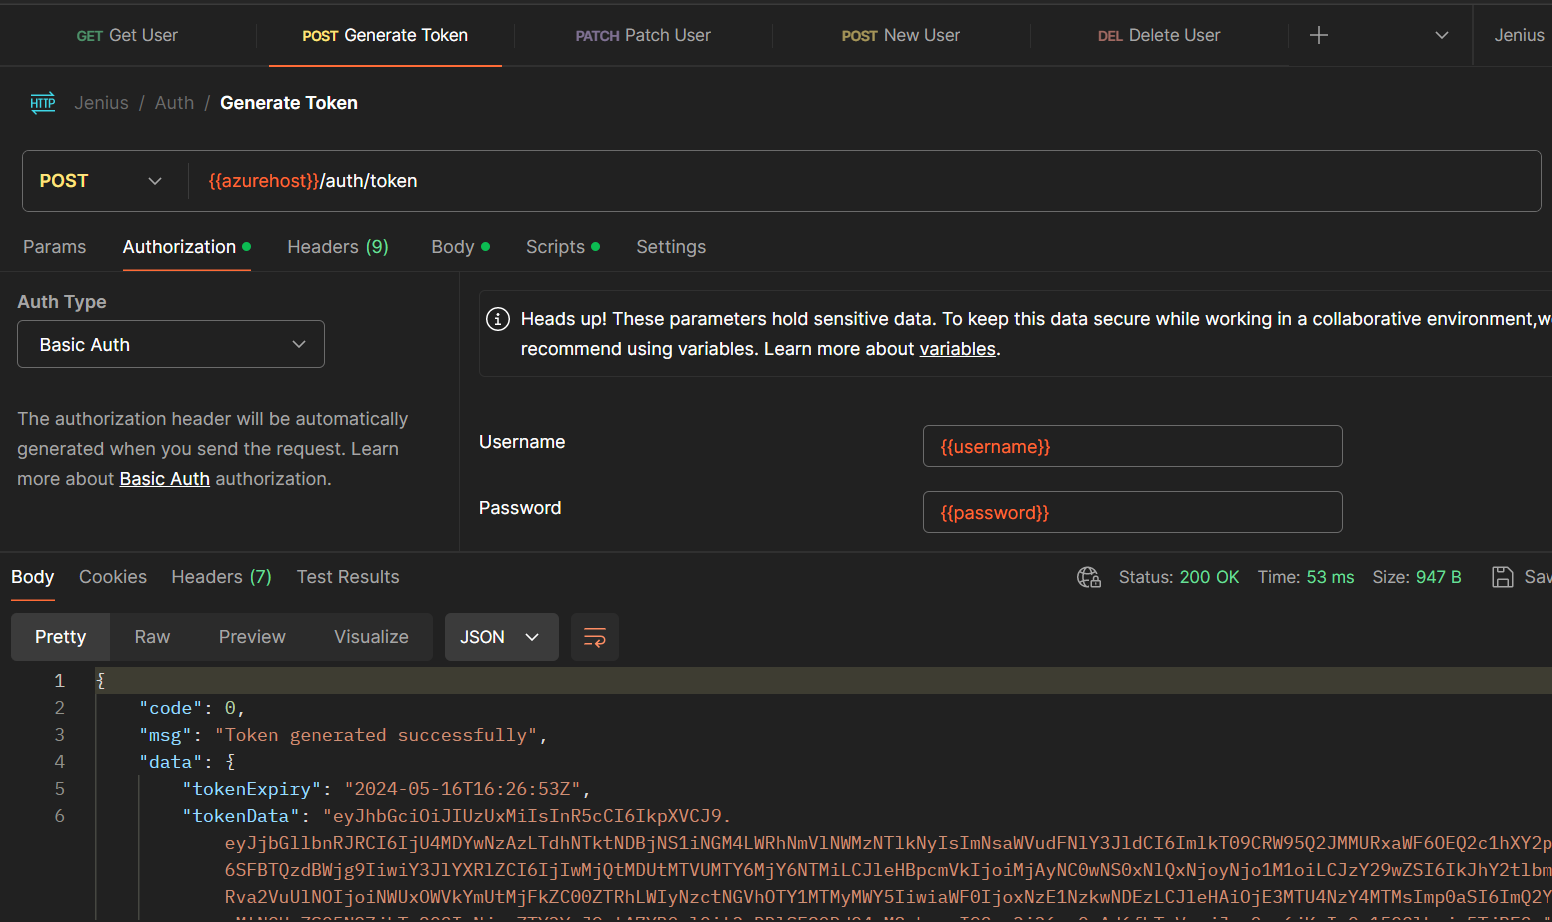 GET Get User POST Generate Token PATCH Patch User POST New User DEL Delete User Jenius
HTTP Jenius / Auth / Generate Token
POST {{azurehost}}/auth/token
Params Authorization Headers (9) Body Scripts Settings
Auth Type
Basic Auth
The authorization header will be automatically
generated when you send the request. Learn
more about Basic Auth authorization.
Heads up! These parameters hold sensitive data. To keep this data secure while working in a collaborative environment,
recommend using variables. Learn more about variables.
Username {{username}}
Password {{password}}
Body Cookies Headers (7) Test Results Status: 200 OK Time: 53 ms Size: 947 B
Pretty Raw Preview Visualize JSON
1 {
2 "code": 0,
3 "msg": "Token generated successfully",
4 "data": {
5 "tokenExpiry": "2024-05-16T16:26:53Z",
6 "tokenData": "eyJhbGciOiJIUzUxMiIsInR5cCI6IkpXVCJ9.